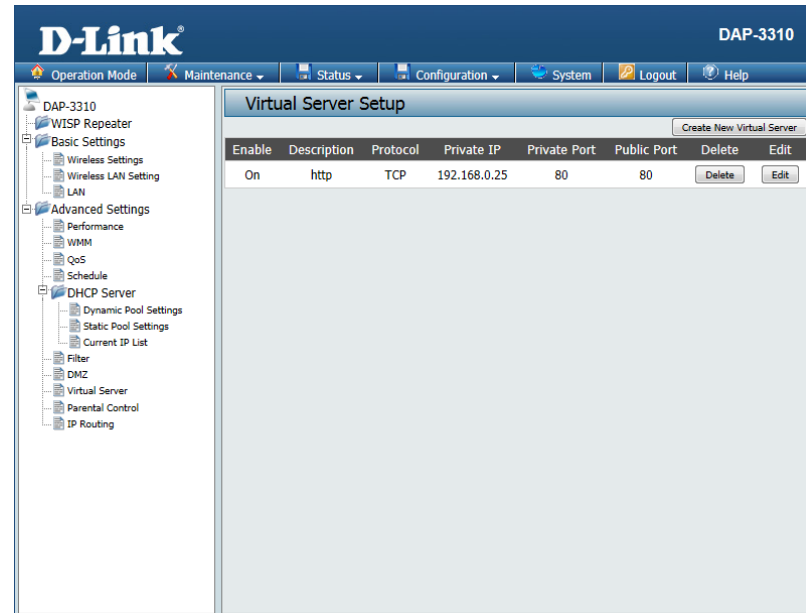 D-Link®
DAP-3310
Operation Mode Maintenance Status Configuration System Logout Help
DAP-3310
WISP Repeater
Basic Settings
Wireless Settings
Wireless LAN Setting
LAN
Advanced Settings
Performance
WMM
QoS
Schedule
DHCP Server
Dynamic Pool Settings
Static Pool Settings
Current IP List
Filter
DMZ
Virtual Server
Parental Control
IP Routing
Virtual Server Setup
Create New Virtual Server
Enable Description Protocol Private IP Private Port Public Port Delete Edit
On http TCP 192.168.0.25 80 80 Delete Edit